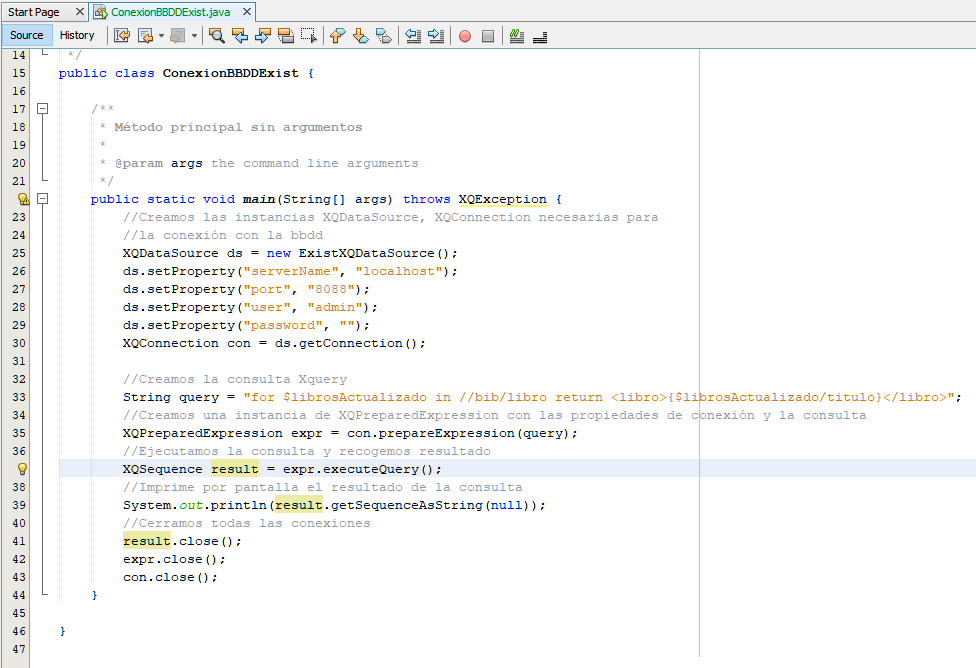 Start Page ConexionBBDDExist.java
Source History
14 */
15 public class ConexionBBDDExist {
16
17 /**
18 * Método principal sin argumentos
19 *
20 * @param args the command line arguments
21 */
public static void main(String[] args) throws XQException {
23 //Creamos las instancias XQDataSource, XQConnection necesarias para
24 //la conexión con la bbdd
25 XQDataSource ds = new ExistXQDataSource();
26 ds.setProperty("serverName", "localhost");
27 ds.setProperty("port", "8088");
28 ds.setProperty("user", "admin");
29 ds.setProperty("password", "");
30 XQConnection con = ds.getConnection();
31
32 //Creamos la consulta Xquery
33 String query = "for $librosActualizado in //bib/libro return <libro>{$librosActualizado/titulo}</libro>";
34 //Creamos una instancia de XQPreparedExpression con las propiedades de conexión y la consulta
35 XQPreparedExpression expr = con.prepareExpression(query);
36 //Ejecutamos la consulta y recogemos resultado
XQSequence result = expr.executeQuery();
38 //Imprime por pantalla el resultado de la consulta
39 System.out.println(result.getSequenceAsString(null));
40 //Cerramos todas las conexiones
41 result.close();
42 expr.close();
43 con.close();
44 }
45
46 }
47